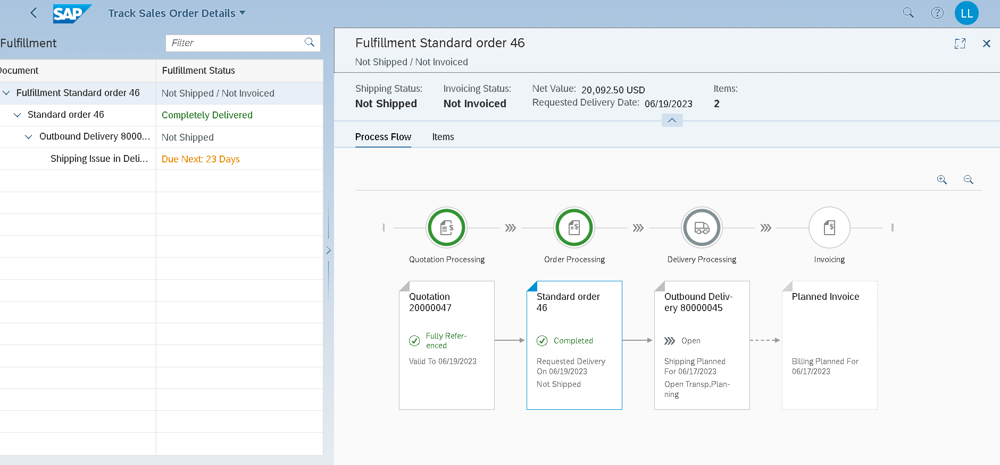 SAP
Track Sales Order Details
LL
Fulfillment
Filter
Document
Fulfillment Status
Fulfillment Standard order 46
Not Shipped / Not Invoiced
Standard order 46
Completely Delivered
Outbound Delivery 8000...
Not Shipped
Shipping Issue in Deli...
Due Next: 23 Days
Fulfillment Standard order 46
Not Shipped / Not Invoiced
Shipping Status:
Not Shipped
Invoicing Status:
Not Invoiced
Net Value: 20,092.50 USD
Requested Delivery Date: 06/19/2023
Items:
2
Process Flow
Items
Quotation Processing
Order Processing
Delivery Processing
Invoicing
Quotation
20000047
Fully Refer-
enced
Valid To 06/19/2023
Standard order
46
Completed
Requested Delivery
On 06/19/2023
Not Shipped
Outbound Deliv-
ery 80000045
Open
Shipping Planned
For 06/17/2023
Open Transp.Plan-
ning
Planned Invoice
Billing Planned For
06/17/2023